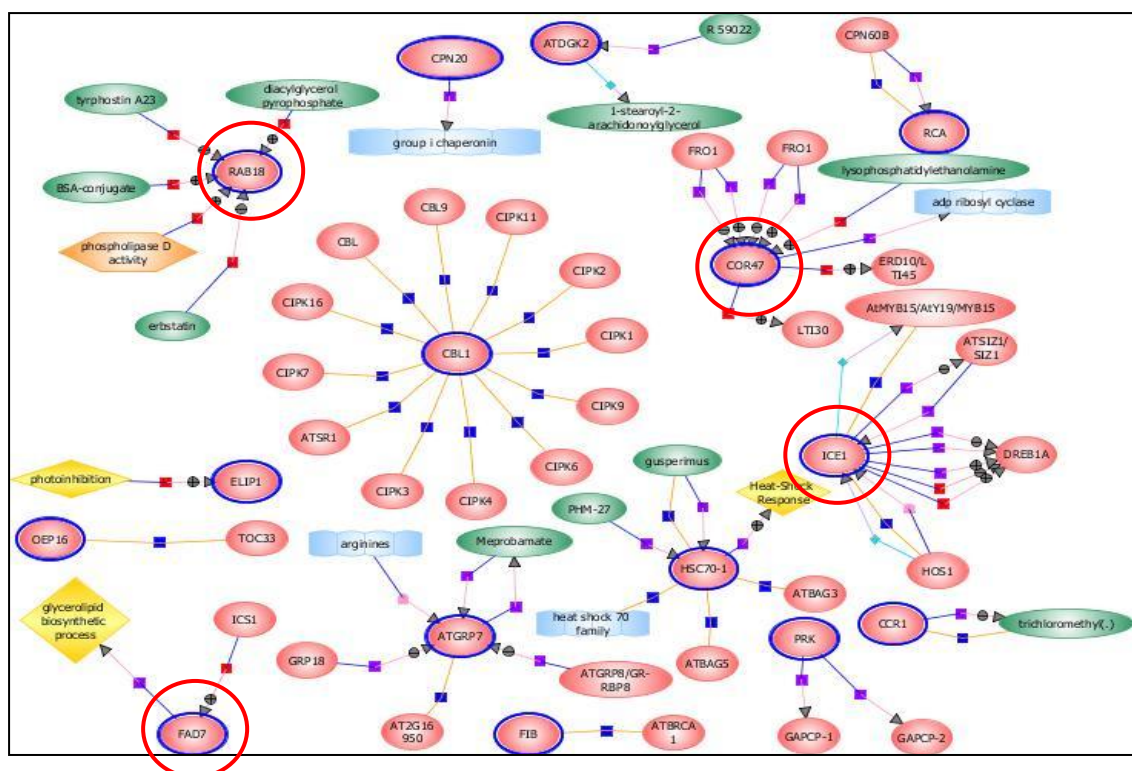 CPN20
ATDGK2
R 59022
CPN60B
tyrphostin A23
diacylglycerol
pyrophosphate
1-stearoyl-2-
arachidonoylglycerol
group i chaperonin
RCA
FRO1
FRO1
RAB18
lysophosphatidylethanolamine
BSA-conjugate
adp ribosyl cyclase
CBL9
CIPK11
CBL
phospholipase D
activity
COR47
ERD10/L
TI45
CIPK2
CIPK16
AtMYB15/AtY19/MYB15
erbstatin
LTI30
CIPK1
CBL1
ATSIZ1/
SIZ1
CIPK7
CIPK9
ATSR1
ICE1
DREB1A
gusperimus
CIPK6
photoinhibition
ELIP1
CIPK3
CIPK4
Heat-Shock
Response
PHM-27
OEP16
TOC33
arginines
Meprobamate
HSC70-1
HOS1
glycerolipid
biosynthetic
process
ICS1
ATBAG3
heat shock 70
family
ATGRP7
PRK
CCR1
trichloromethyl(.)
GRP18
ATBAG5
ATGRP8/GR-
RBP8
FAD7
AT2G16
950
FIB
ATBRCA
1
GAPCP-1
GAPCP-2